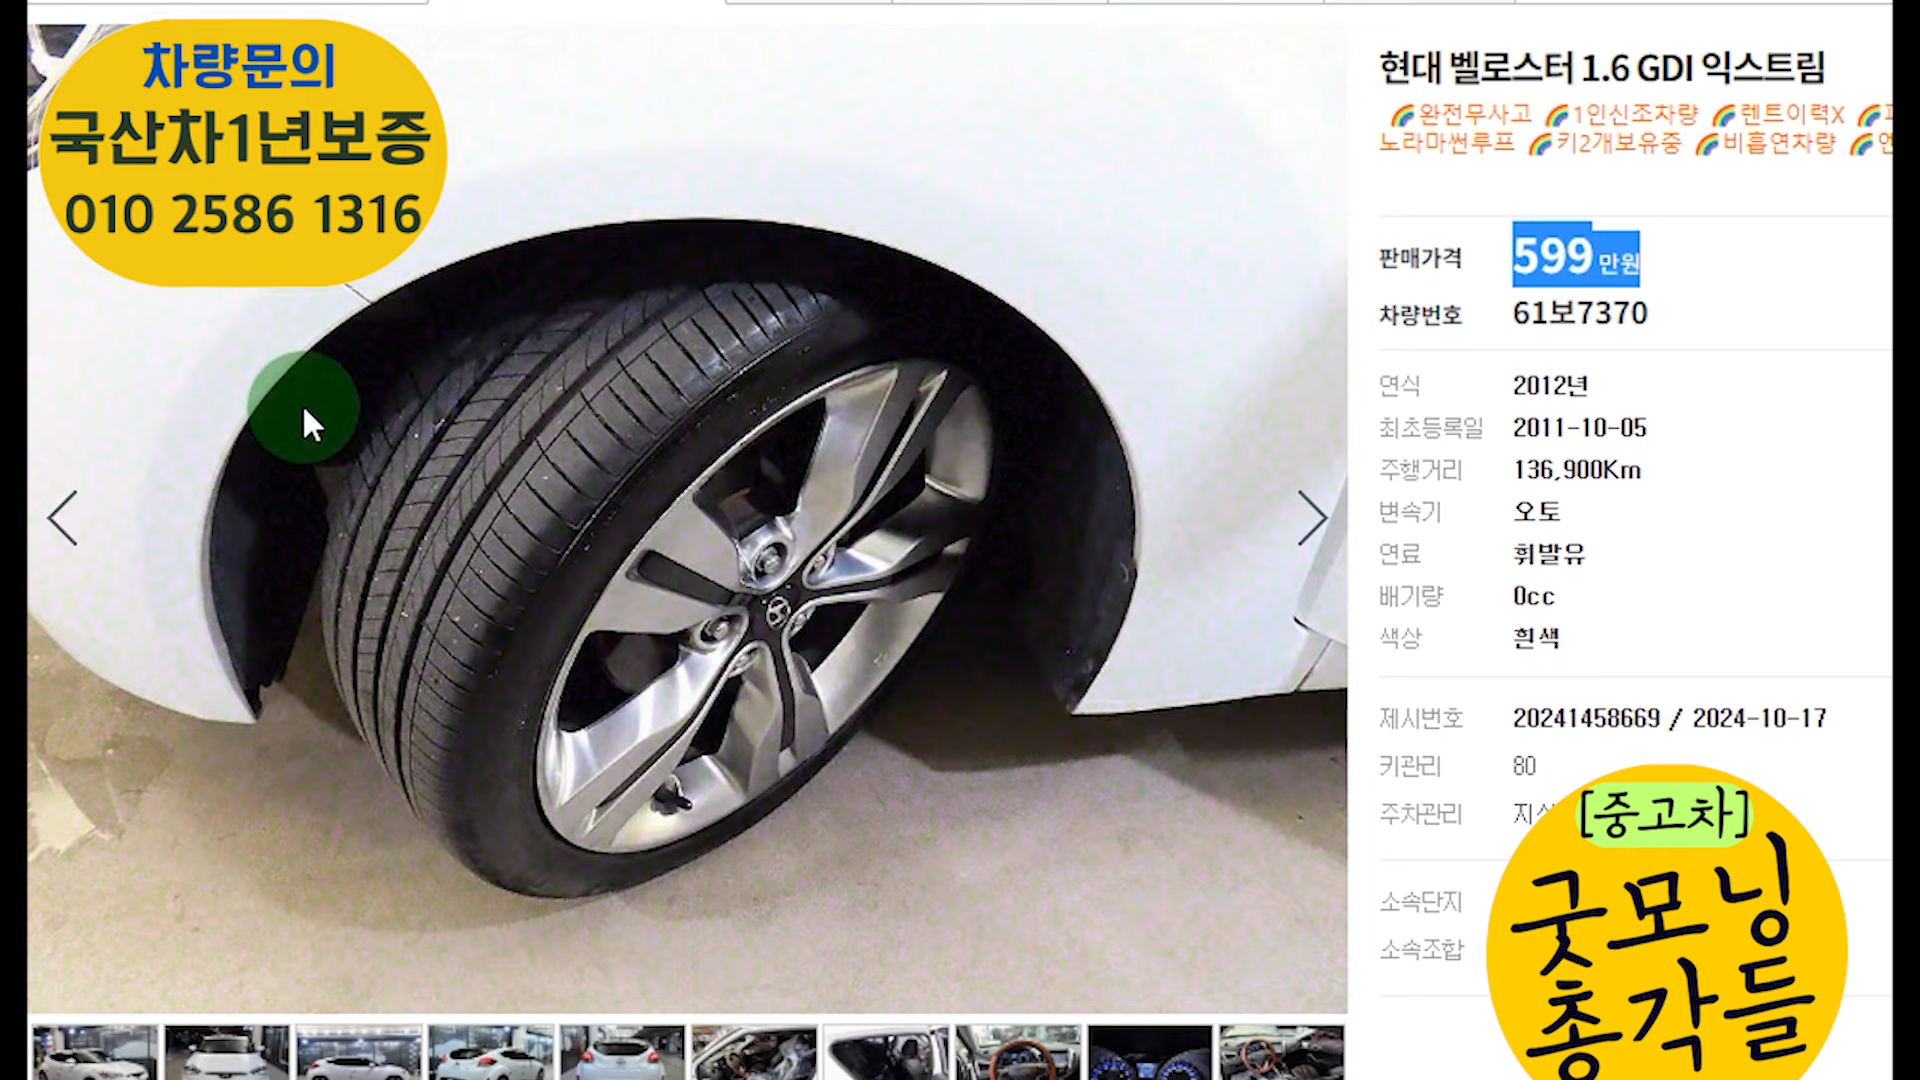 차량문의
국산차1년보증
010 2586 1316
현대 벨로스터 1.6 GDI 익스트림
완전무사고 1인신조차량 렌트이력X
노라마썬루프 키2개보유중 비흡연차량
판매가격 599 만원
차량번호 61보7370
연식 2012년
최초등록일 2011-10-05
주행거리 136,900Km
변속기 오토
연료 휘발유
배기량 0cc
색상 흰색
제시번호 20241458669 / 2024-10-17
키관리 80
주차관리
소속단지
소속조합
[중고차]
굿모닝
총각들